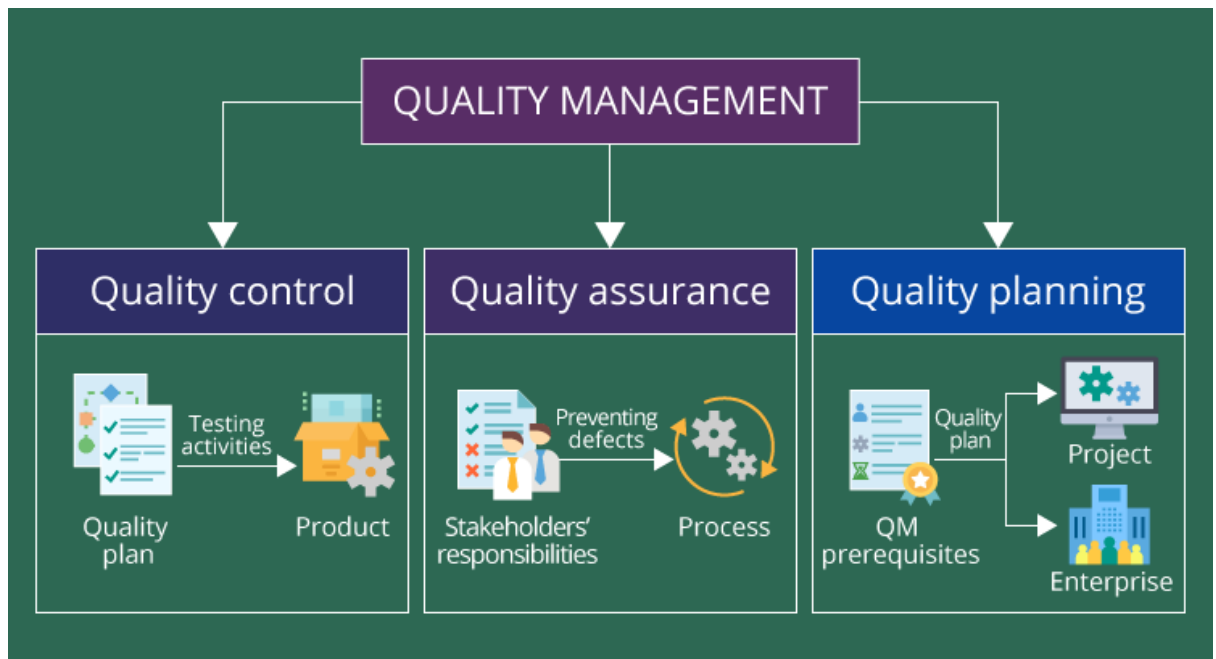 QUALITY MANAGEMENT
Quality control
Testing
activities
Quality
plan
Product
Quality assurance
Preventing
defects
Stakeholders’
responsibilities
Process
Quality planning
Quality
plan
QM
prerequisites
Project
Enterprise